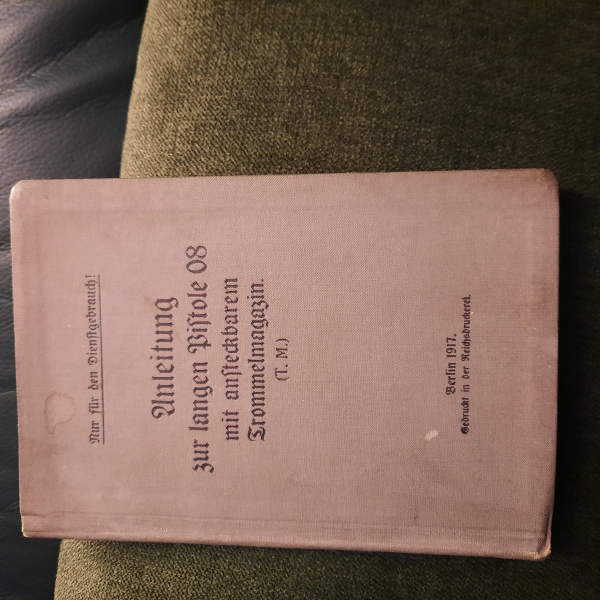 Nur für den Dienstgebrauch!
Anleitung
zur langen Pistole 08
mit ansteckbarem
Trommelmagazin.
(T. M.)
Berlin 1917.
Gedruckt in der Reichsdruckerei.